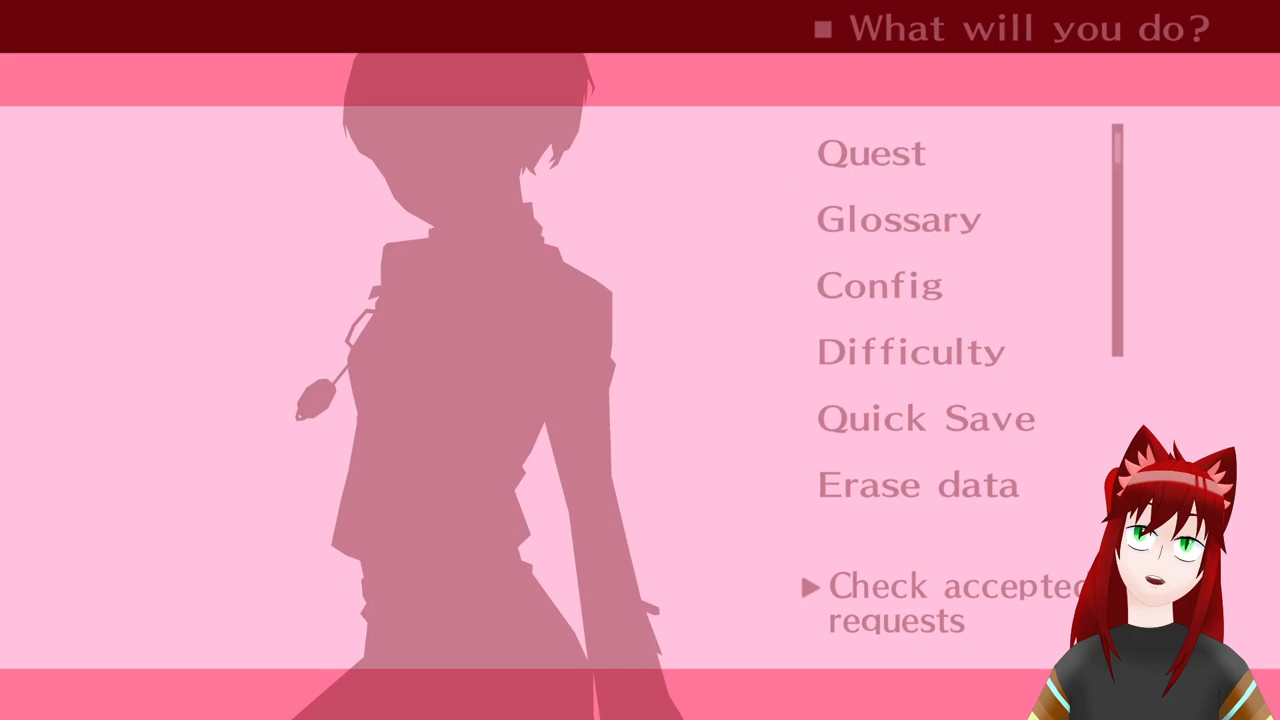 ■ What will you do?
Quest
Glossary
Config
Difficulty
Quick Save
Erase data
▶ Check accepted
requests